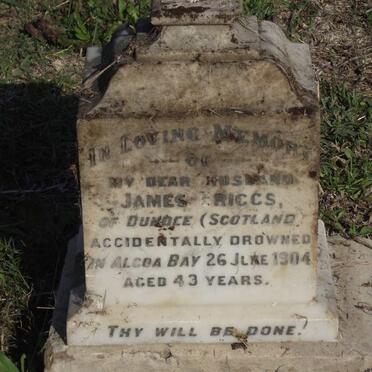 IN LOVING MEMORY
OF
MY DEAR HUSBAND
JAMES
OF DUNDEE (SCOTLAND)
ACCIDENTALLY DROWNED
IN ALGOA BAY 26 JUNE 1904
AGED 43 YEARS.
THY WILL BE DONE.